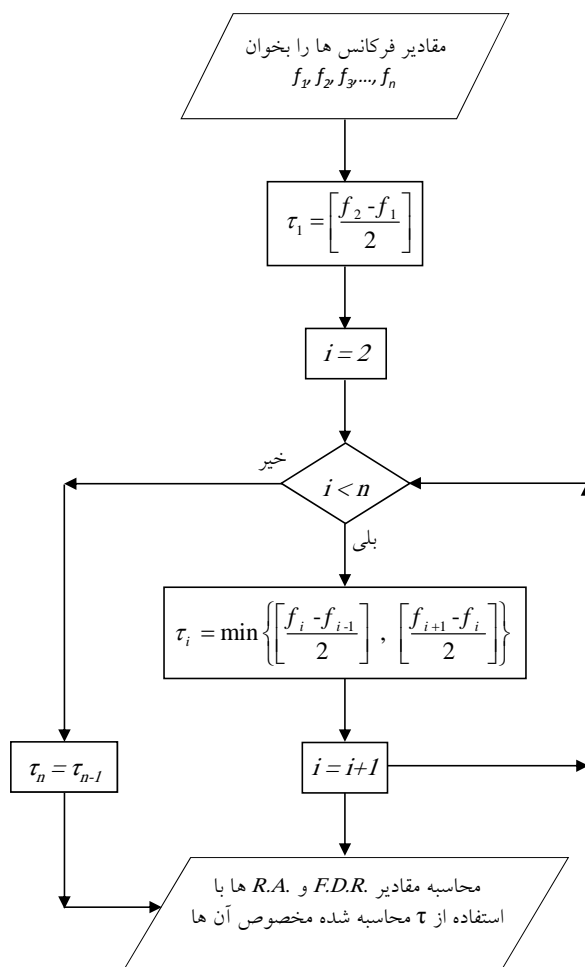 مقادیر فرکانس ها را بخوان
f₁, f₂, f₃,..., fₙ
τ₁ = [(f₂ - f₁) / 2]
i = 2
i < n
خیر
بلی
τᵢ = min{[(fᵢ - fᵢ₋₁) / 2] , [(fᵢ₊₁ - fᵢ) / 2]}
τₙ = τₙ₋₁
i = i+1
محاسبه مقادیر F.D.R. و R.A. ها با
استفاده از τ محاسبه شده مخصوص آن ها